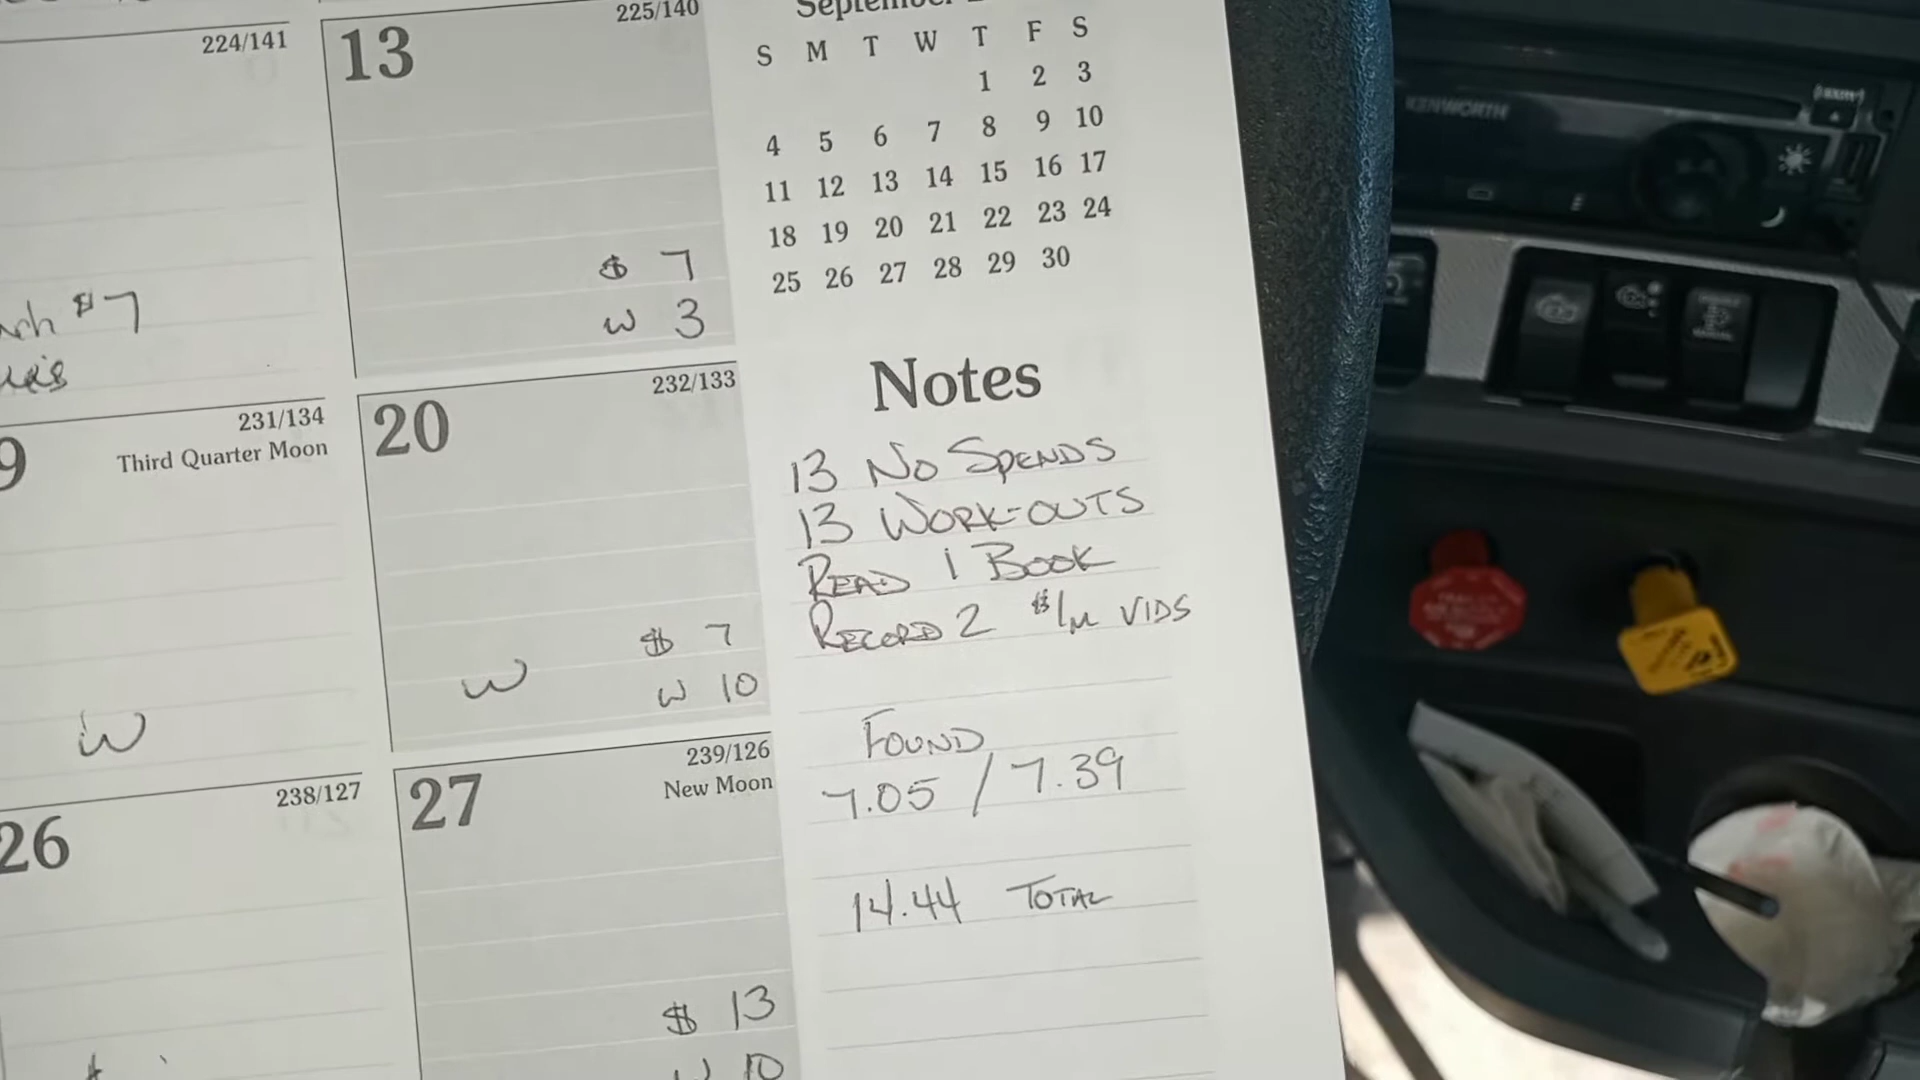 224/141
#7
9
231/134
Third Quarter Moon
W
26
238/127
13
225/140
$ 7
W 3
20
232/133
$ 7
W
W 10
27
239/126
New Moon
$ 13
W 10
September
S M T W T F S
1 2 3
4 5 6 7 8 9 10
11 12 13 14 15 16 17
18 19 20 21 22 23 24
25 26 27 28 29 30
Notes
13 No Spends
13 Work-outs
Read 1 Book
Record 2 $/M Vids
Found
7.05 / 7.39
14.44 Total
KENWORTH